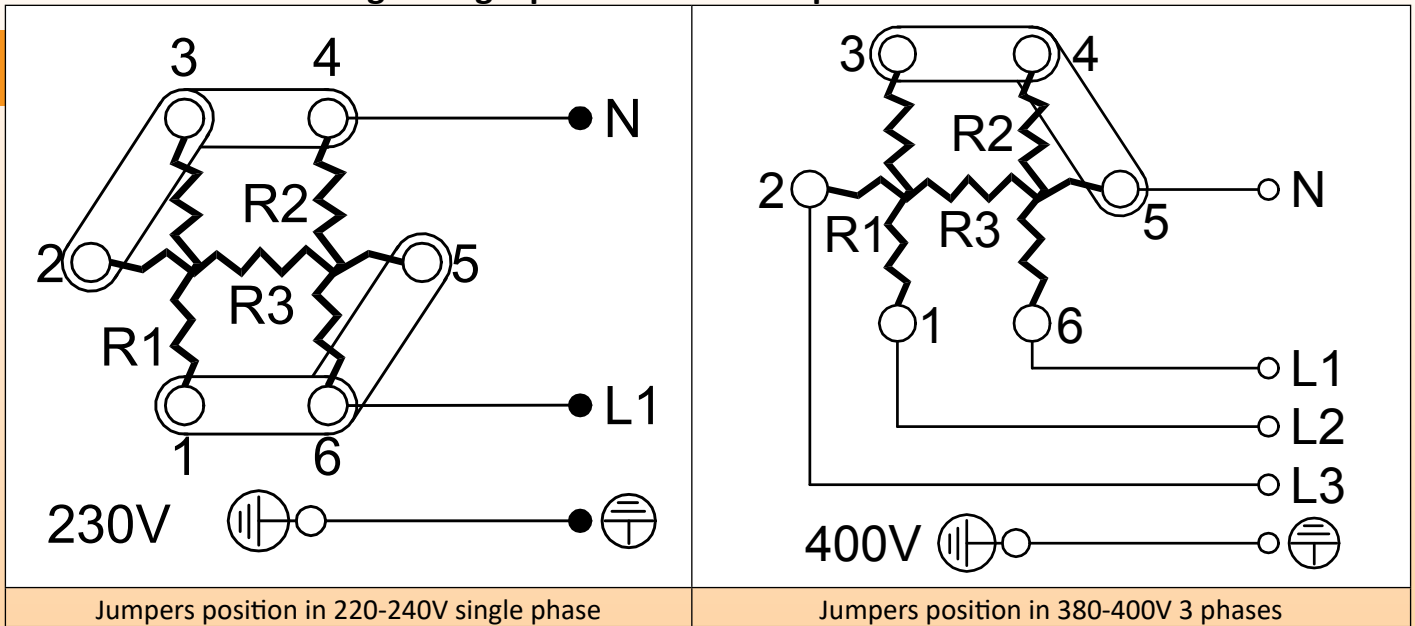 3 4
N
R2
2 5
R3
R1
L1
1 6
230V
3 4
R2
2 N
R1 R3 5
1 6
L1
L2
L3
400V
Jumpers position in 220-240V single phase
Jumpers position in 380-400V 3 phases